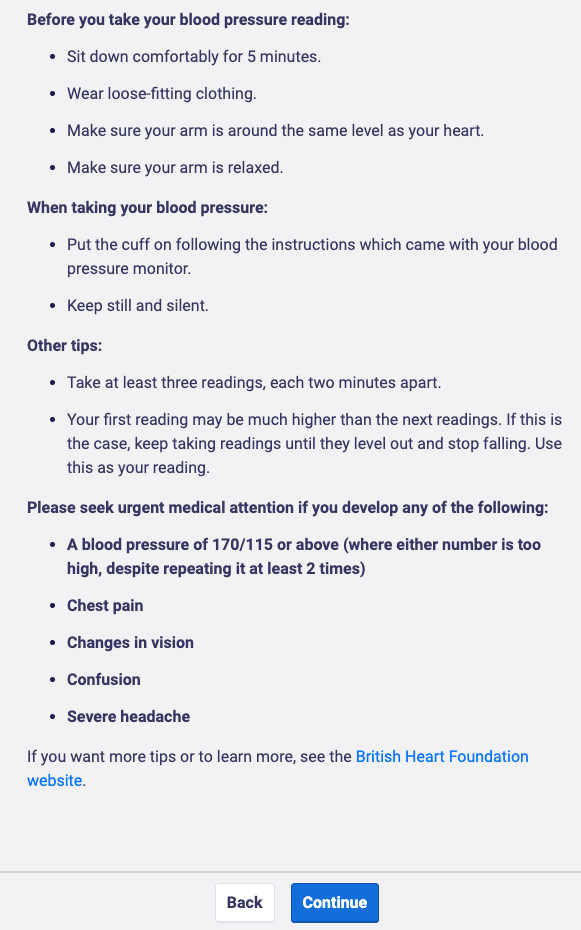 Before you take your blood pressure reading:
• Sit down comfortably for 5 minutes.
• Wear loose-fitting clothing.
• Make sure your arm is around the same level as your heart.
• Make sure your arm is relaxed.
When taking your blood pressure:
• Put the cuff on following the instructions which came with your blood
pressure monitor.
• Keep still and silent.
Other tips:
• Take at least three readings, each two minutes apart.
• Your first reading may be much higher than the next readings. If this is
the case, keep taking readings until they level out and stop falling. Use
this as your reading.
Please seek urgent medical attention if you develop any of the following:
• A blood pressure of 170/115 or above (where either number is too
high, despite repeating it at least 2 times)
• Chest pain
• Changes in vision
• Confusion
• Severe headache
If you want more tips or to learn more, see the British Heart Foundation
website.
Back Continue